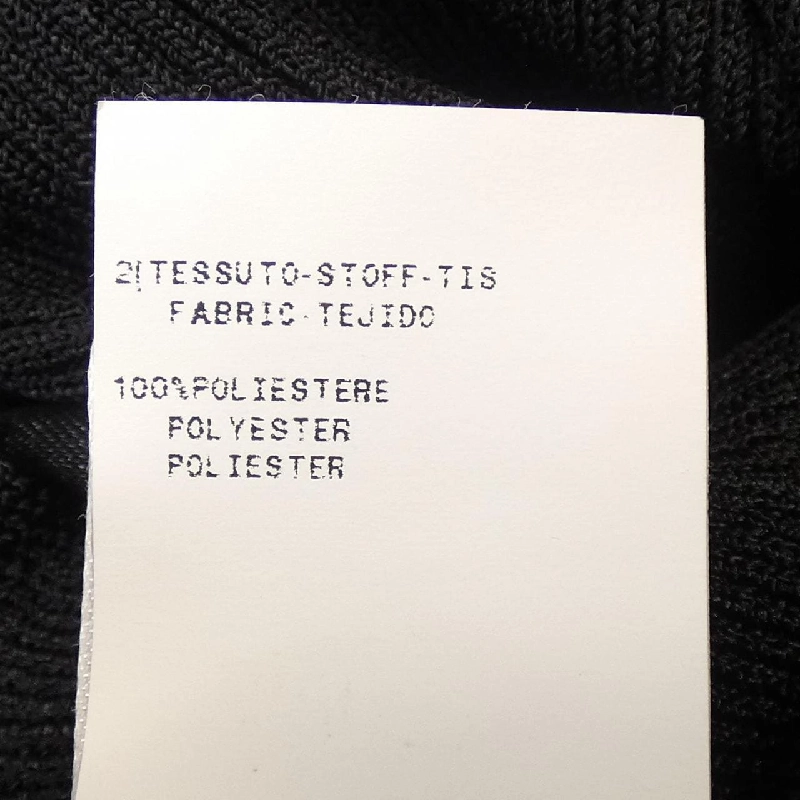 2[TESSUTO-STOFF-TIS
FABRIC-TEJIDO
100%POLIESTERE
POLYESTER
POLIESTER